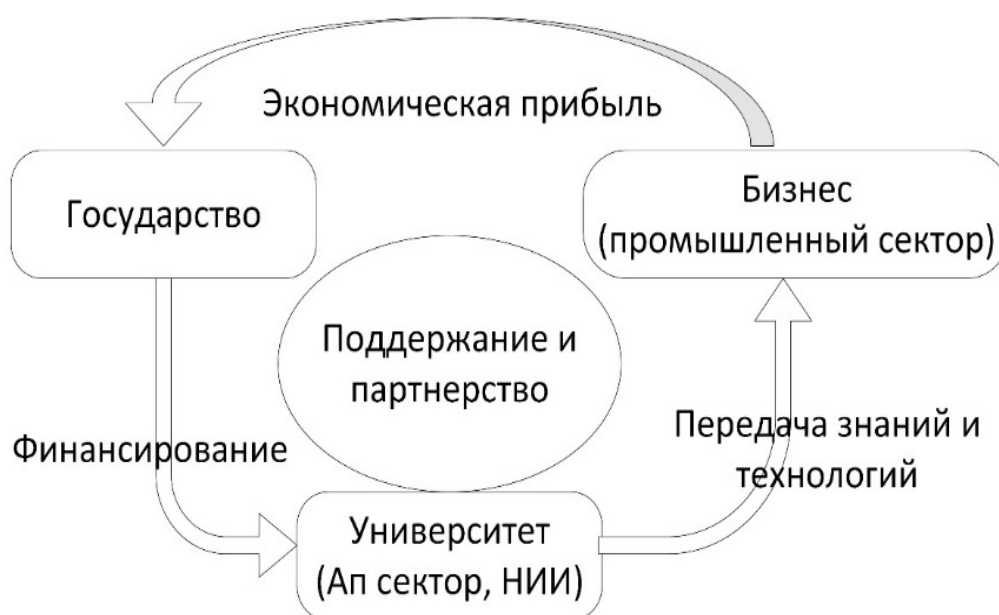 Экономическая прибыль
Государство
Бизнес
(промышленный сектор)
Поддержание и
партнерство
Финансирование
Передача знаний и
технологий
Университет
(Ап сектор, НИИ)